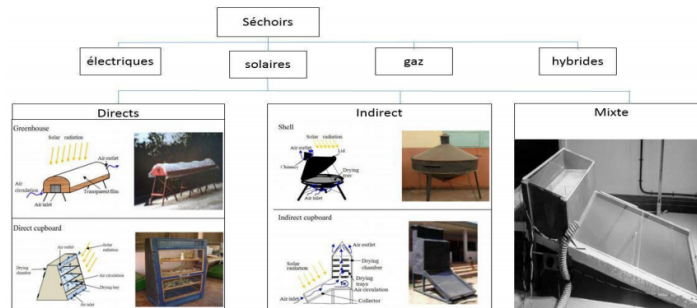 Séchoirs
électriques
solaires
gaz
hybrides
Directs
Indirect
Mixte
Greenhouse
Solar radiation
Air outlet
Air circulation
Air inlet
Transparent film
Direct cupboard
Air outlet
Solar radiation
Drying chamber
Air circulation
Drying tray
Air inlet
Shell
Solar radiation
Air outlet
Lid
Chimney
Drying tray
Air inlet
Indirect cupboard
Air outlet
Drying chamber
Solar radiation
Drying trays
Air circulation
Air inlet
Collector